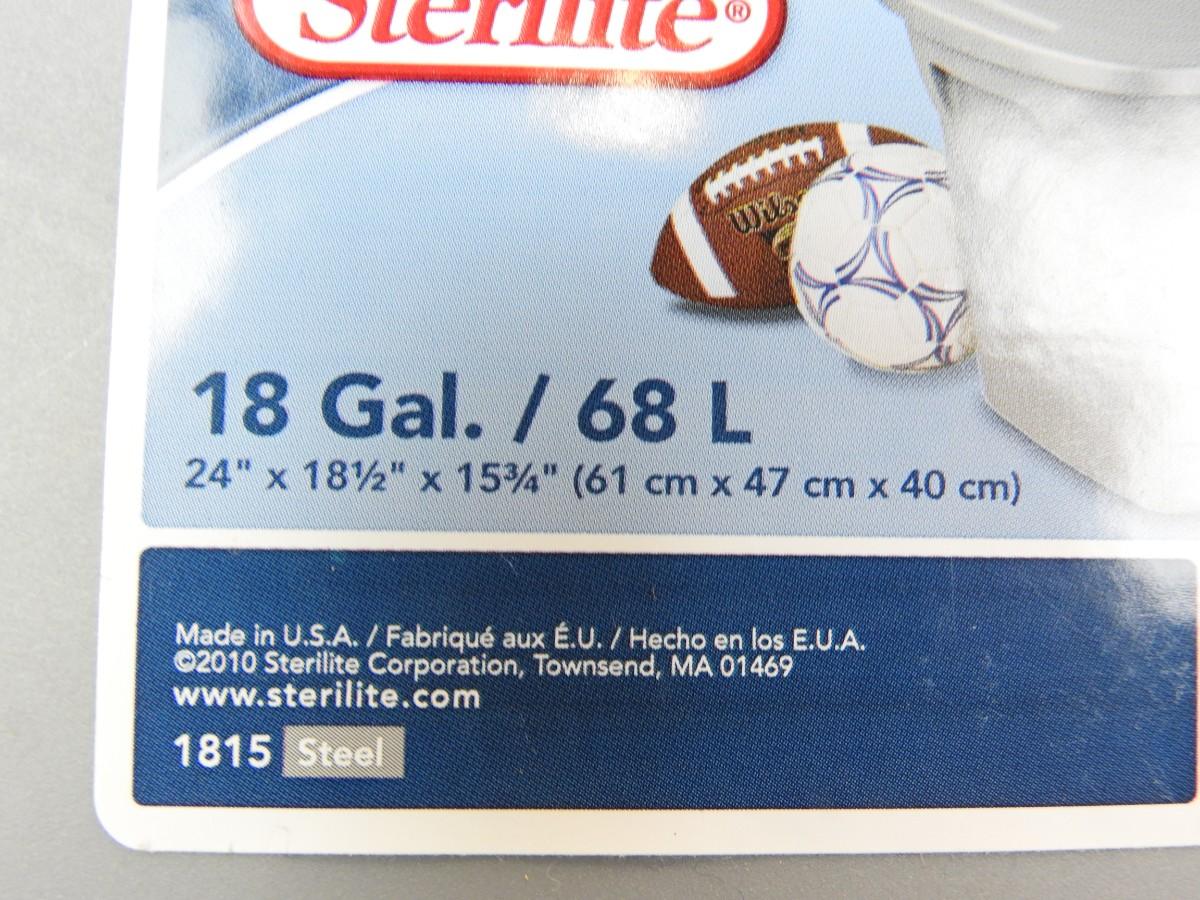 Sterilite®
Wils
18 Gal. / 68 L
24" x 18½" x 15¾" (61 cm x 47 cm x 40 cm)
Made in U.S.A. / Fabriqué aux É.U. / Hecho en los E.U.A.
©2010 Sterilite Corporation, Townsend, MA 01469
www.sterilite.com
1815 Steel